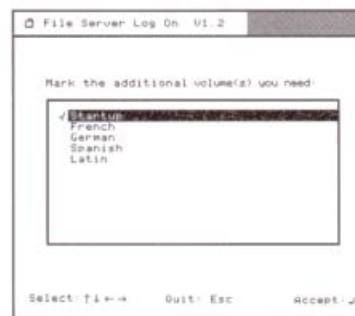 File Server Log On V1.2
Mark the additional volume(s) you need:
✓ Startup
French
German
Spanish
Latin
Select: ↑ ↓ ← → Quit: Esc Accept: ↲